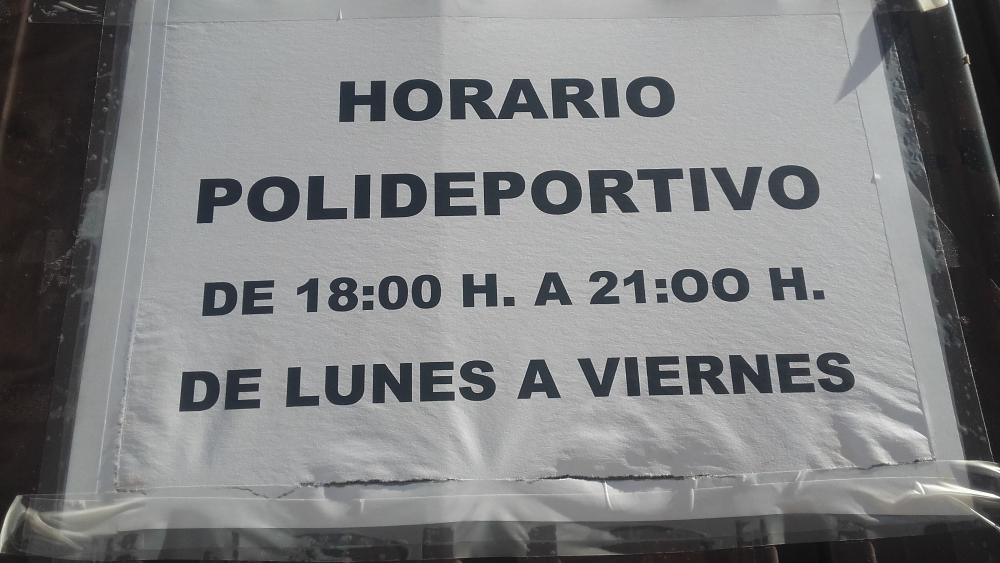 HORARIO
POLIDEPORTIVO
DE 18:00 H. A 21:OO H.
DE LUNES A VIERNES